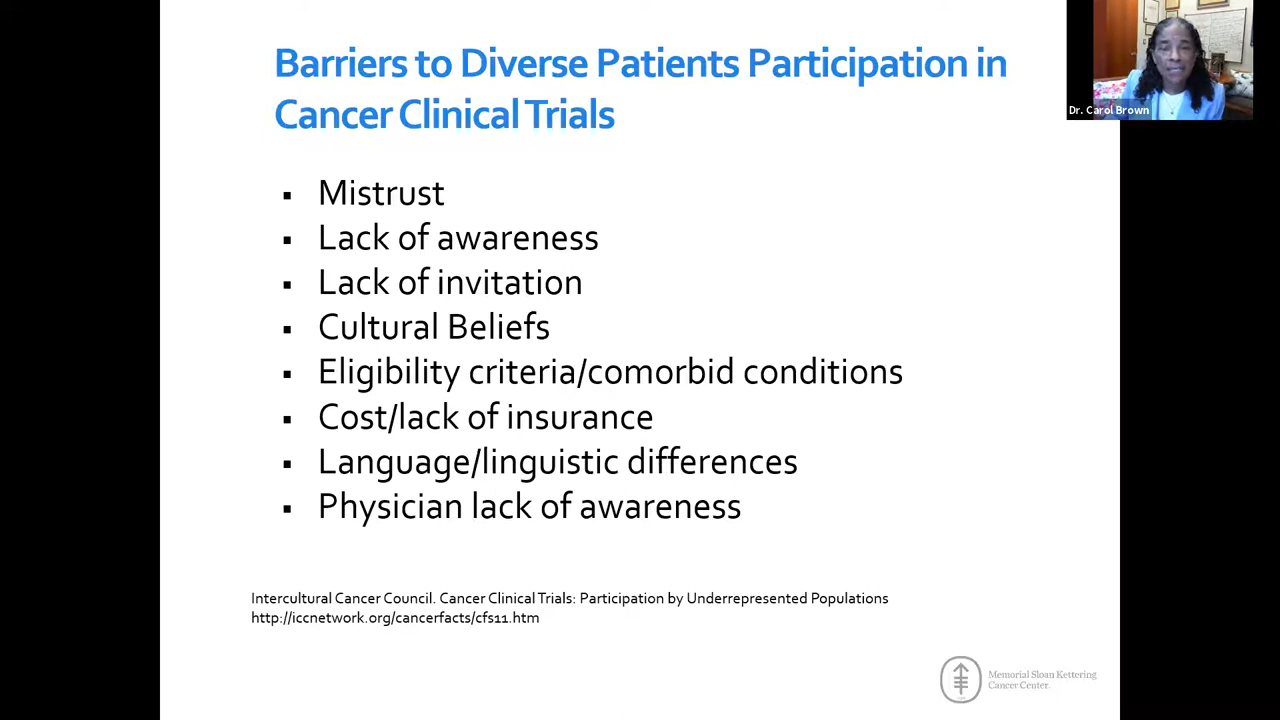 Barriers to Diverse Patients Participation in
Cancer Clinical Trials
Dr. Carol Brown
▪ Mistrust
▪ Lack of awareness
▪ Lack of invitation
▪ Cultural Beliefs
▪ Eligibility criteria/comorbid conditions
▪ Cost/lack of insurance
▪ Language/linguistic differences
▪ Physician lack of awareness
Intercultural Cancer Council. Cancer Clinical Trials: Participation by Underrepresented Populations
http://iccnetwork.org/cancerfacts/cfs11.htm
Memorial Sloan Kettering
Cancer Center